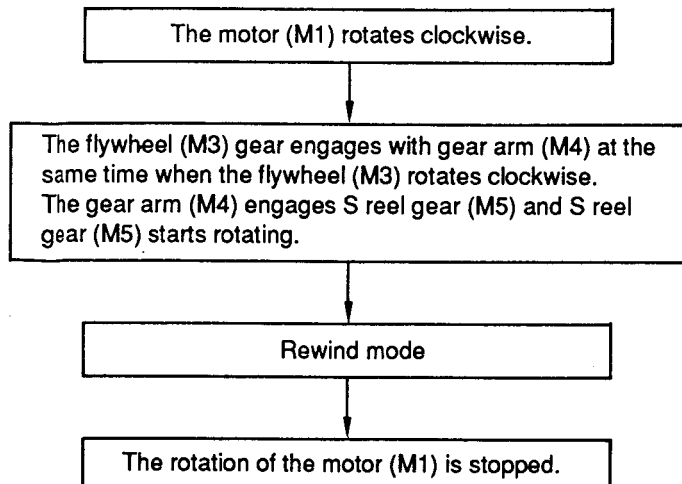 The motor (M1) rotates clockwise.
The flywheel (M3) gear engages with gear arm (M4) at the
same time when the flywheel (M3) rotates clockwise.
The gear arm (M4) engages S reel gear (M5) and S reel
gear (M5) starts rotating.
Rewind mode
The rotation of the motor (M1) is stopped.